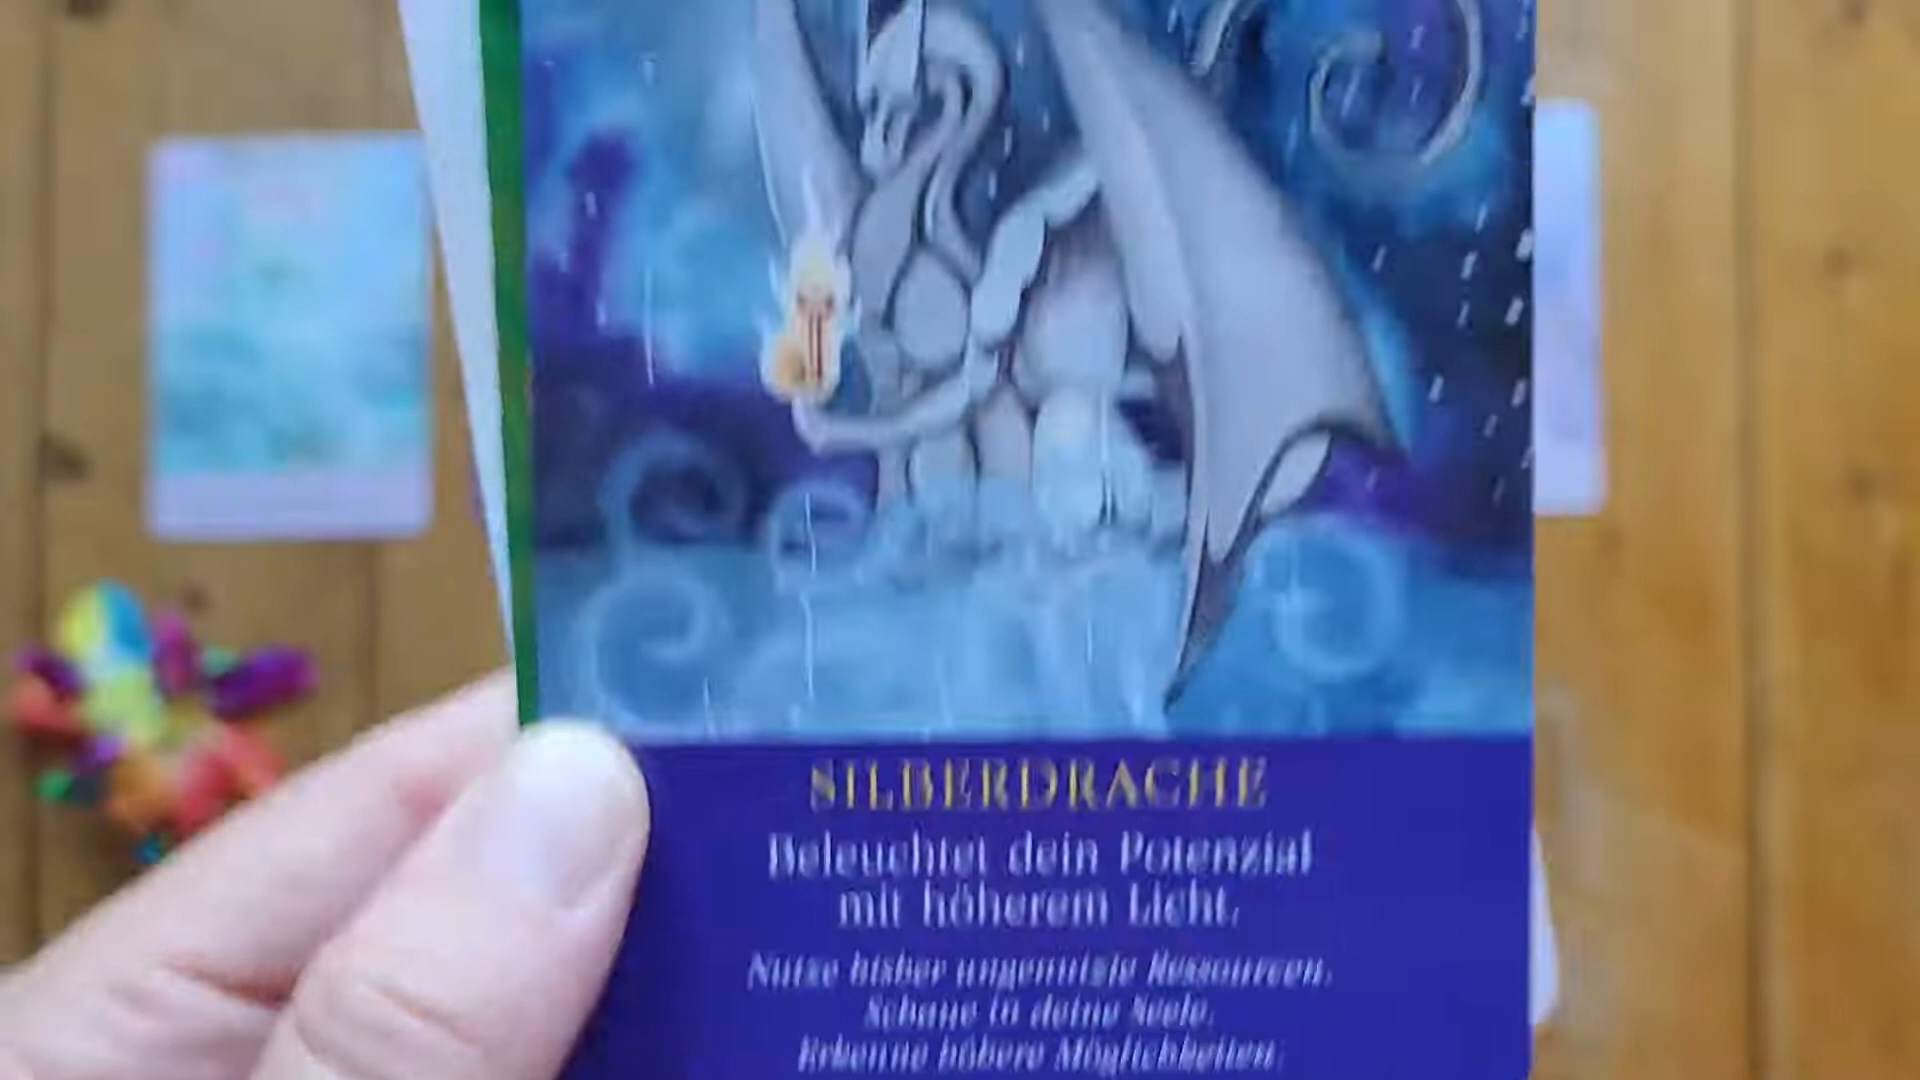 SILBERDRACHE
Beleuchtet dein Potenzial
mit höherem Licht.
Nutze bisher ungenutzte Ressourcen.
Schaue in deine Seele.
Erkenne höhere Möglichkeiten.